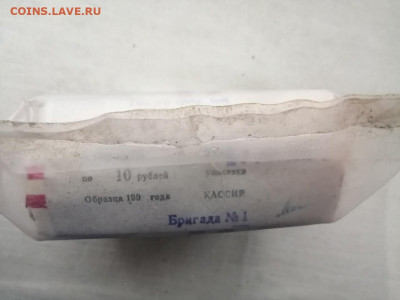 COINS.LAVE.RU
по 10 рублей
Образца 199 года КАССИР
Бригада № 1